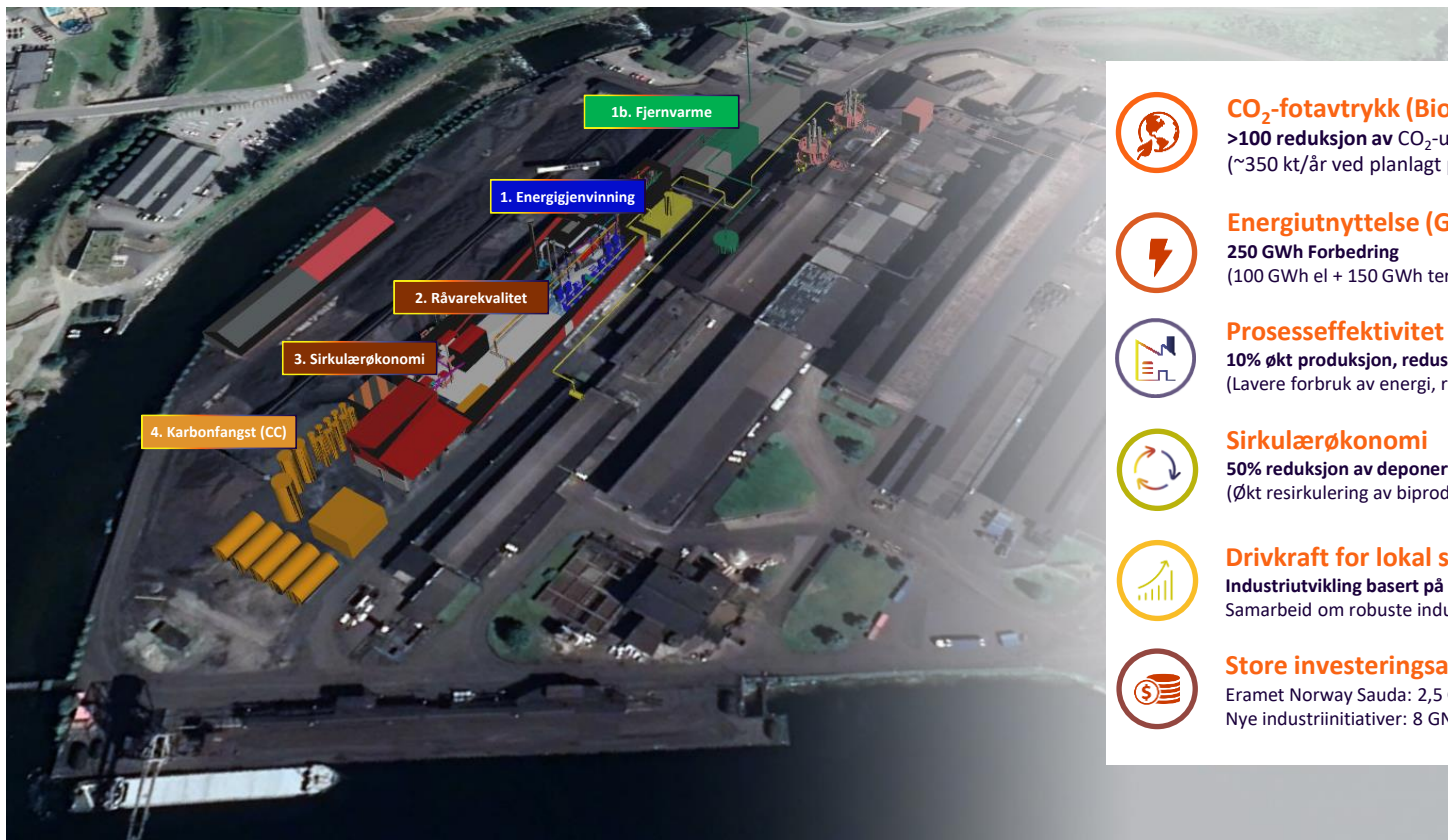 1b. Fjernvarme
1. Energigjenvinning
2. Råvarekvalitet
3. Sirkulærøkonomi
4. Karbonfangst (CC)
CO₂-fotavtrykk (Bio
>100 reduksjon av CO₂-u
(~350 kt/år ved planlagt
Energiutnyttelse (G
250 GWh Forbedring
(100 GWh el + 150 GWh ter
Prosesseffektivitet
10% økt produksjon, redus
(Lavere forbruk av energi, r
Sirkulærøkonomi
50% reduksjon av deponer
(Økt resirkulering av biprod
Drivkraft for lokal s
Industriutvikling basert på
Samarbeid om robuste indu
Store investeringsa
Eramet Norway Sauda: 2,5
Nye industriinitiativer: 8 GN